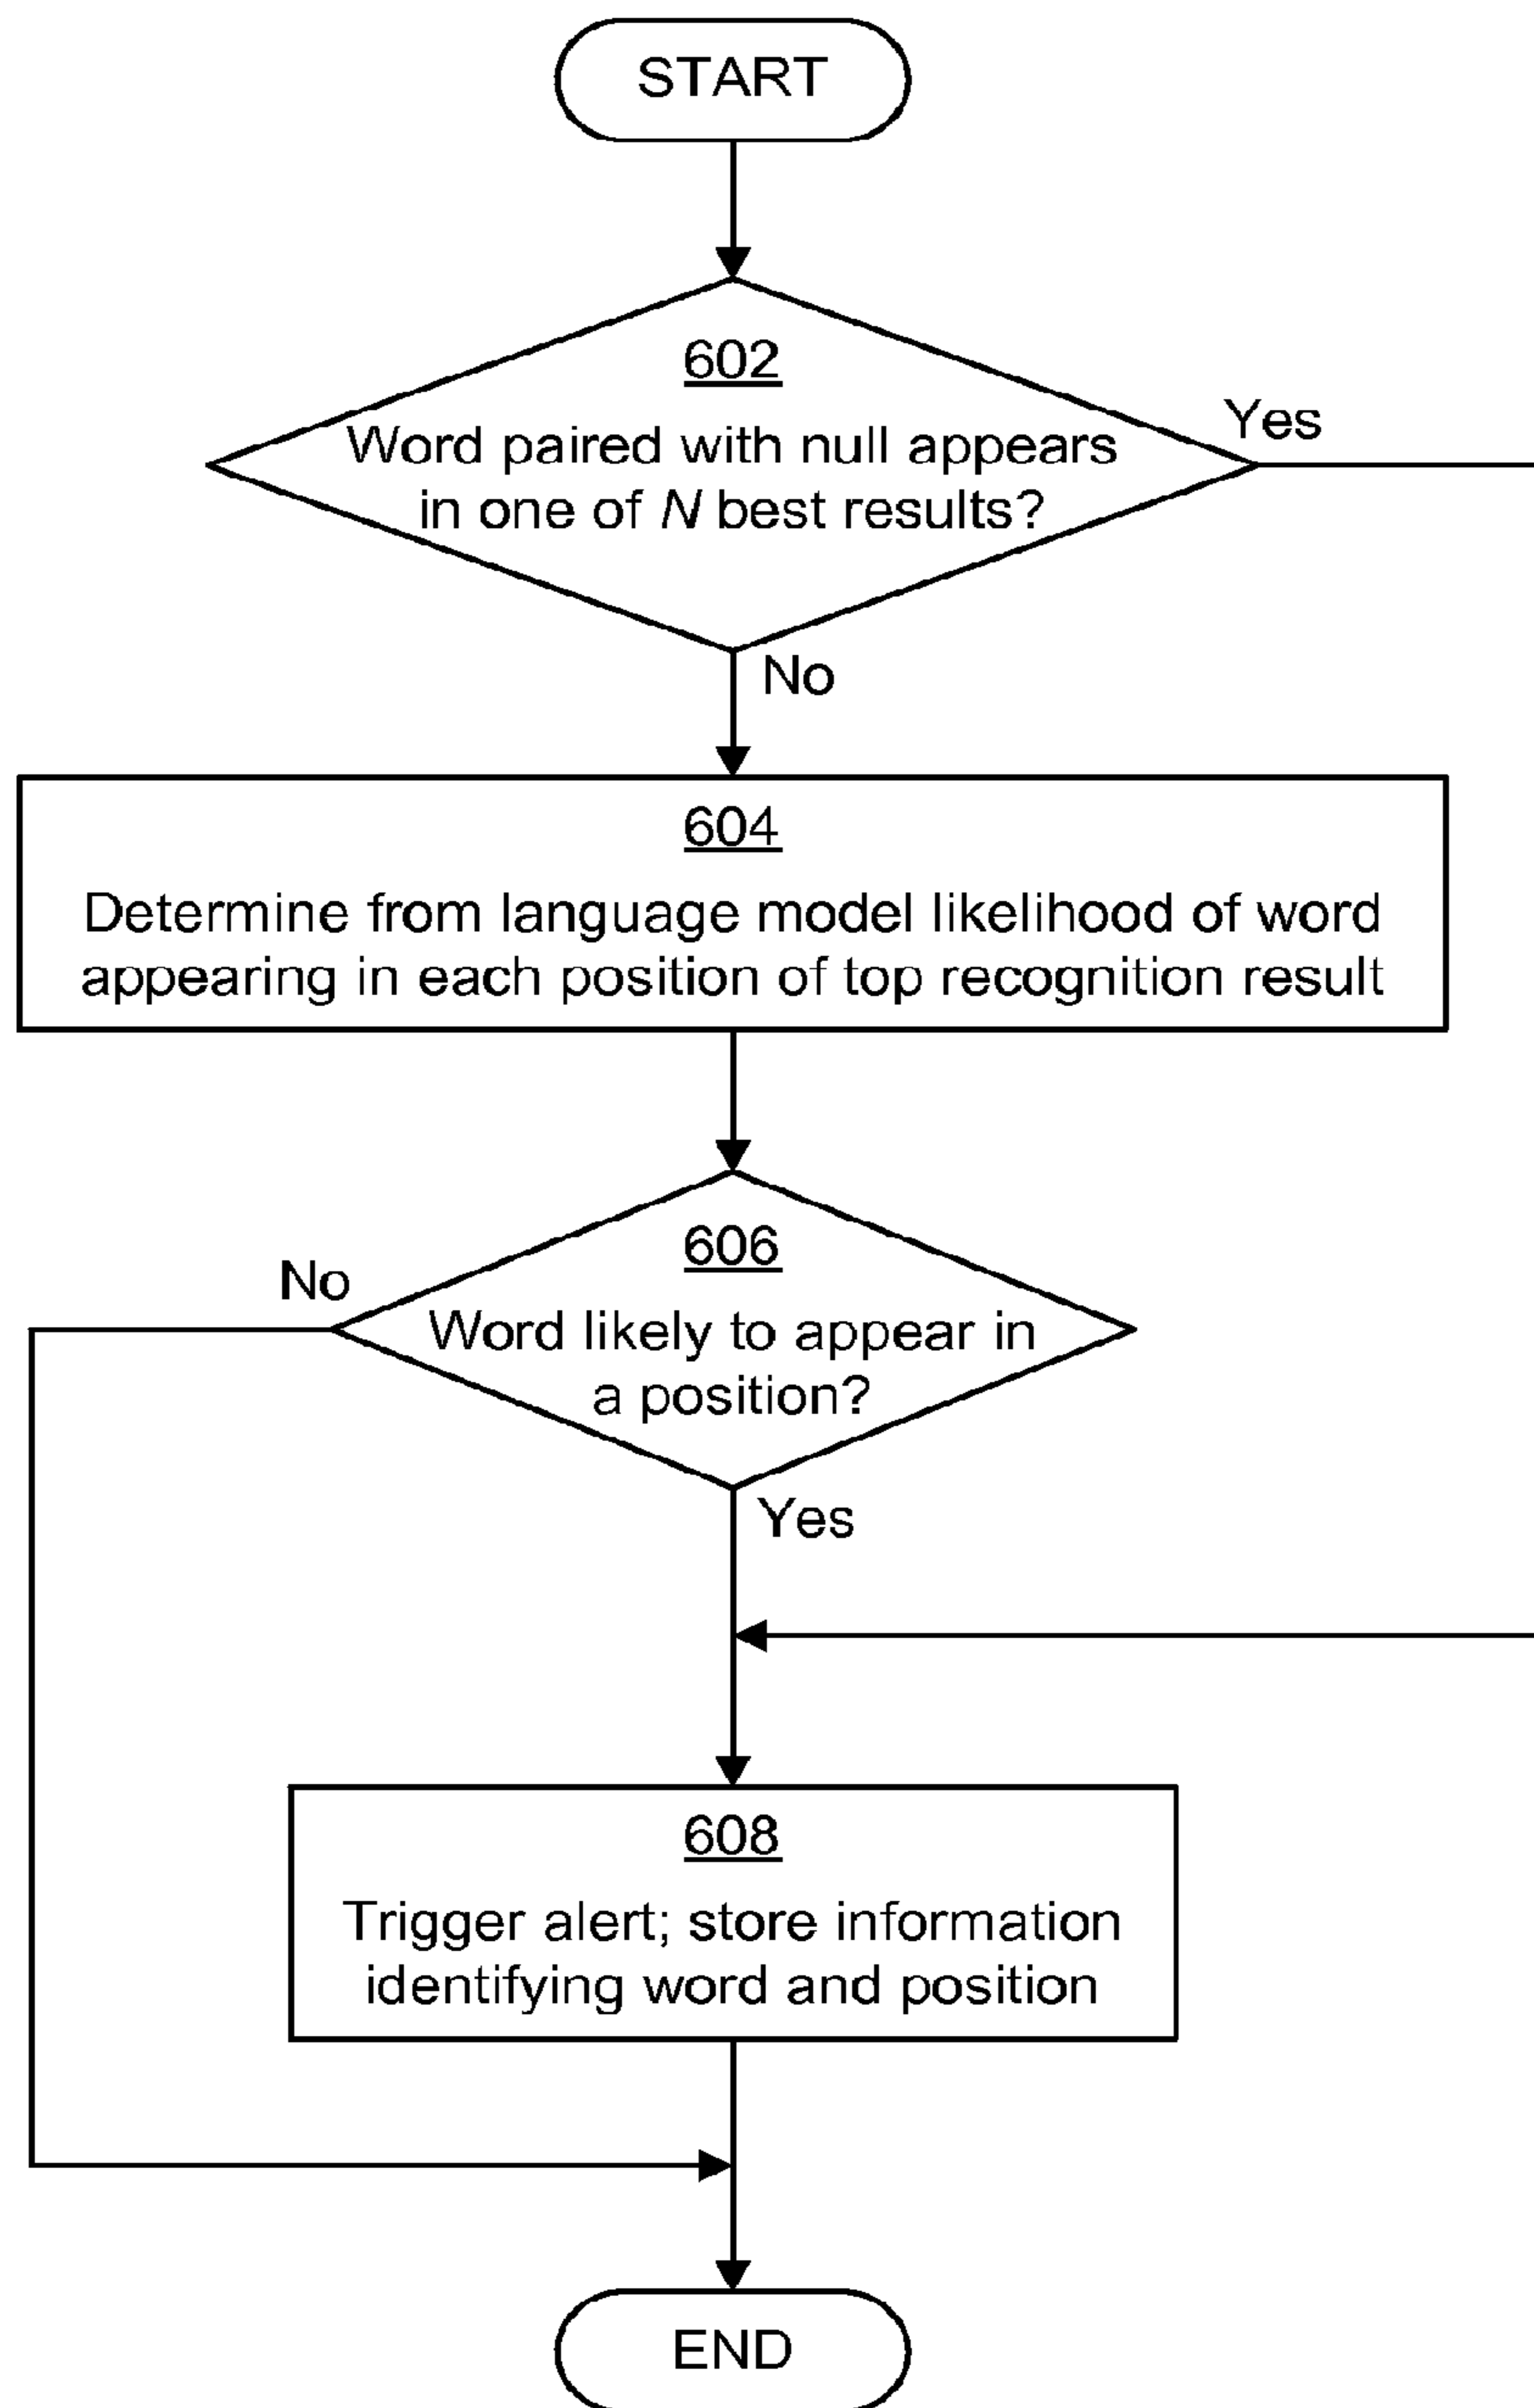 START
602
Word paired with null appears
in one of N best results?
Yes
No
604
Determine from language model likelihood of word
appearing in each position of top recognition result
606
No
Word likely to appear in
a position?
Yes
608
Trigger alert; store information
identifying word and position
END